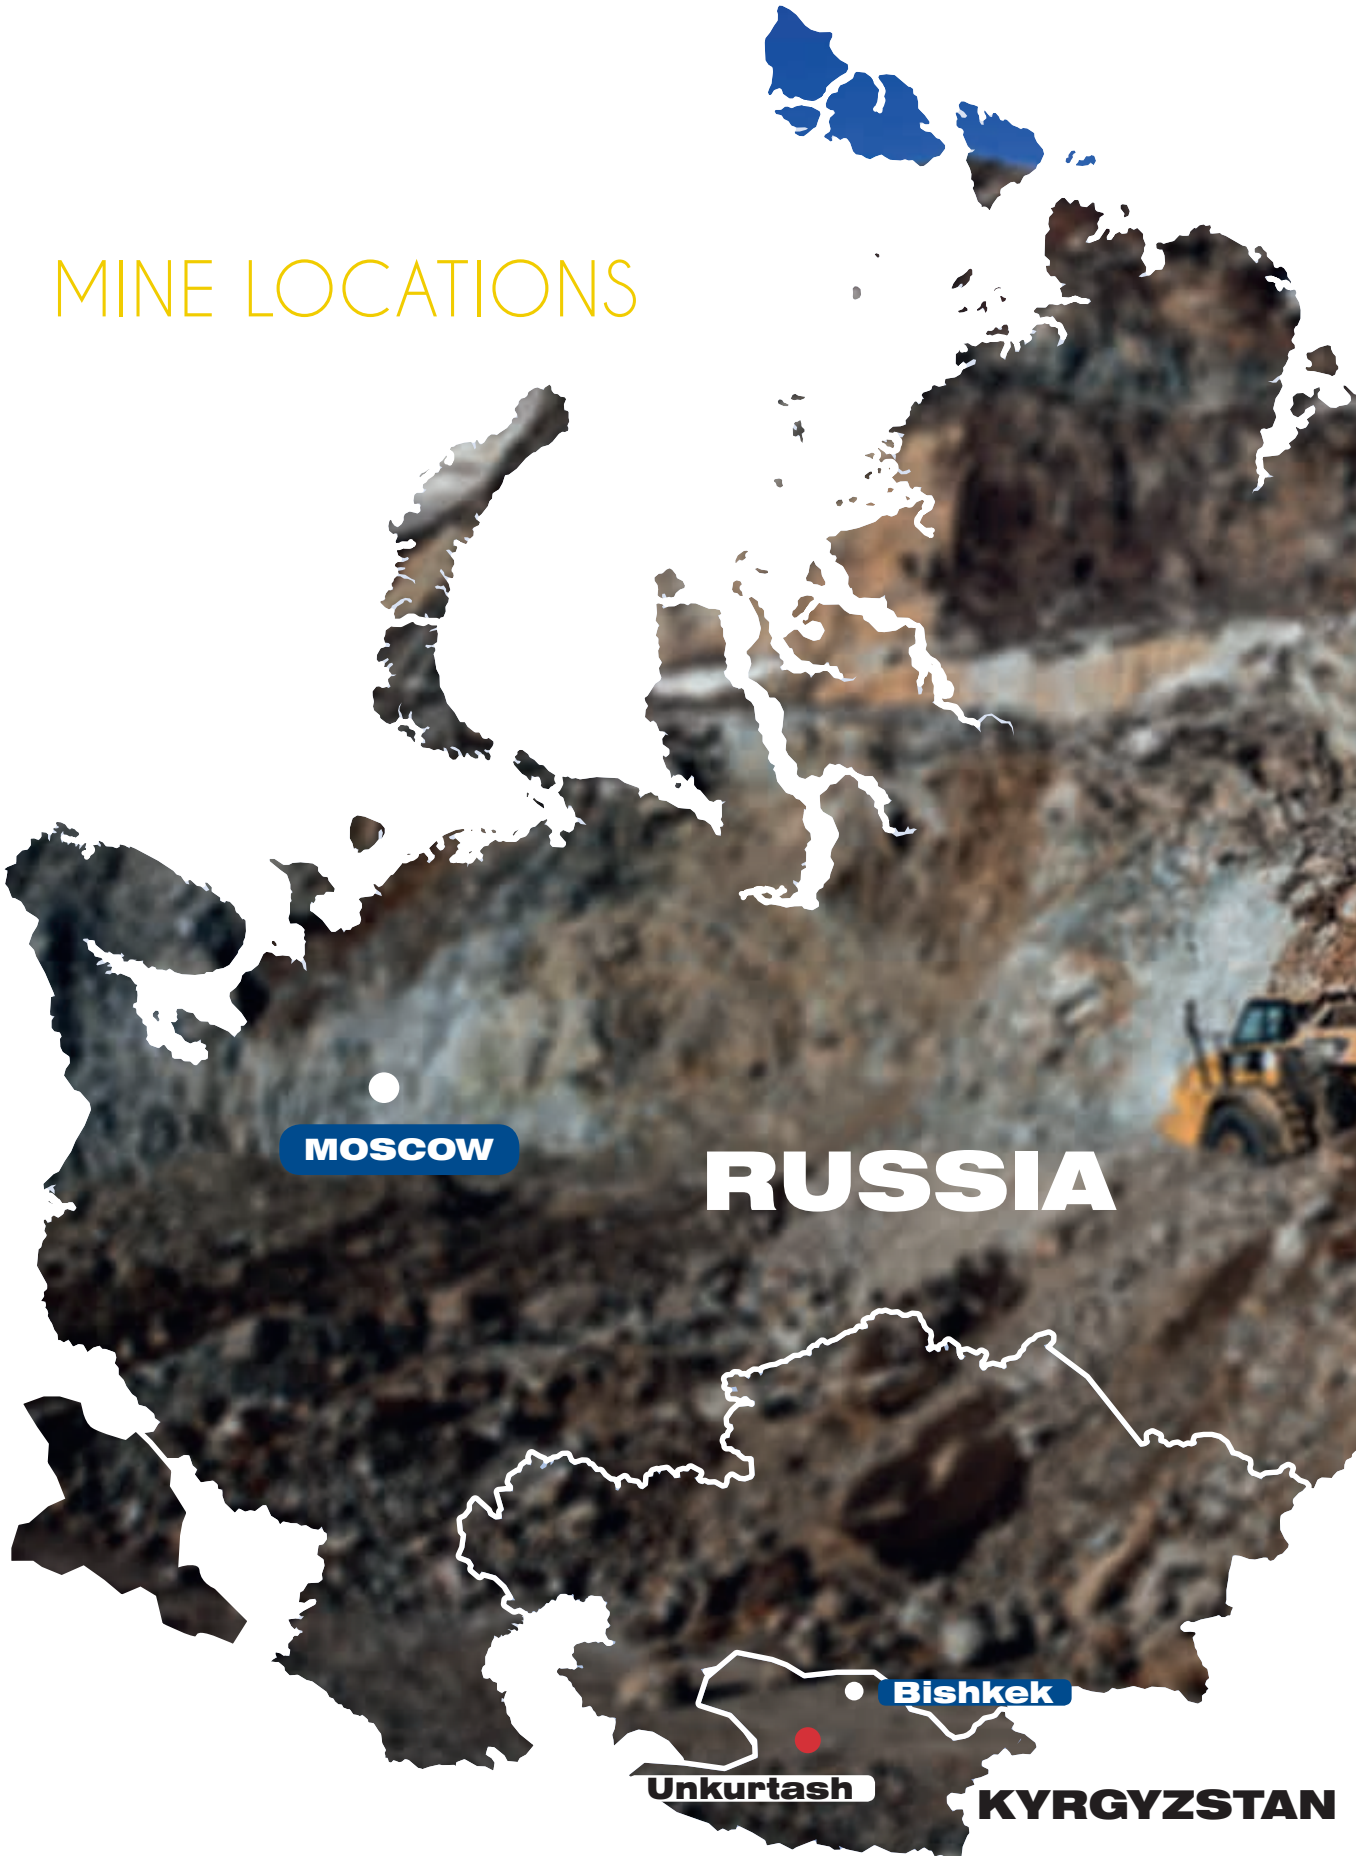 MINE LOCATIONS
MOSCOW
RUSSIA
Bishkek
Unkurtash
KYRGYZSTAN